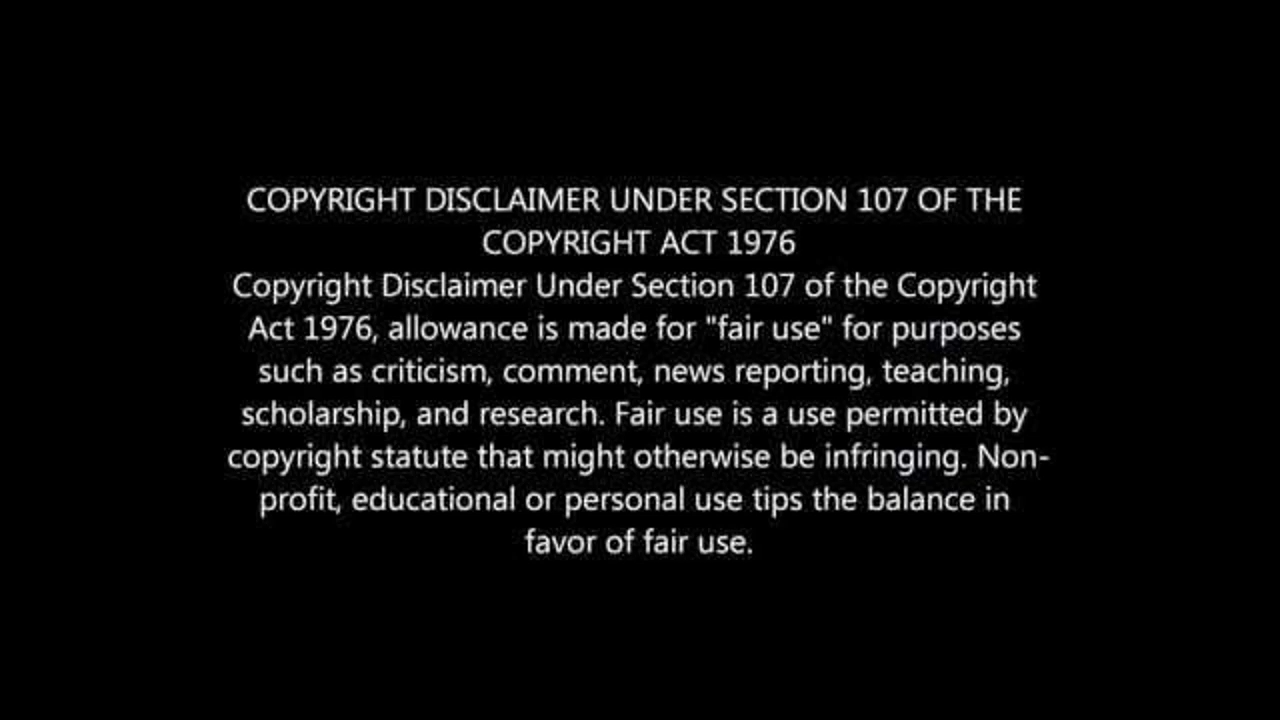 COPYRIGHT DISCLAIMER UNDER SECTION 107 OF THE
COPYRIGHT ACT 1976
Copyright Disclaimer Under Section 107 of the Copyright
Act 1976, allowance is made for "fair use" for purposes
such as criticism, comment, news reporting, teaching,
scholarship, and research. Fair use is a use permitted by
copyright statute that might otherwise be infringing. Non-
profit, educational or personal use tips the balance in
favor of fair use.